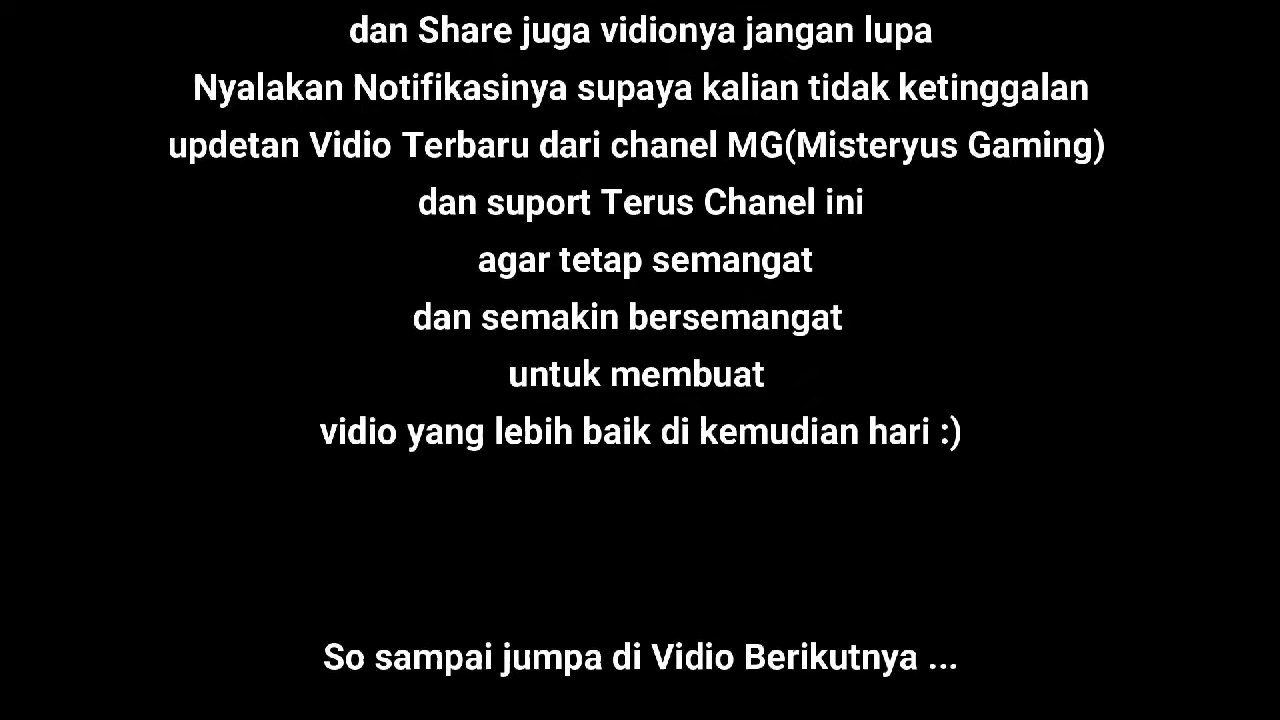 dan Share juga vidionya jangan lupa
Nyalakan Notifikasinya supaya kalian tidak ketinggalan
updetan Vidio Terbaru dari chanel MG(Misteryus Gaming)
dan suport Terus Chanel ini
agar tetap semangat
dan semakin bersemangat
untuk membuat
vidio yang lebih baik di kemudian hari :)
So sampai jumpa di Vidio Berikutnya ...